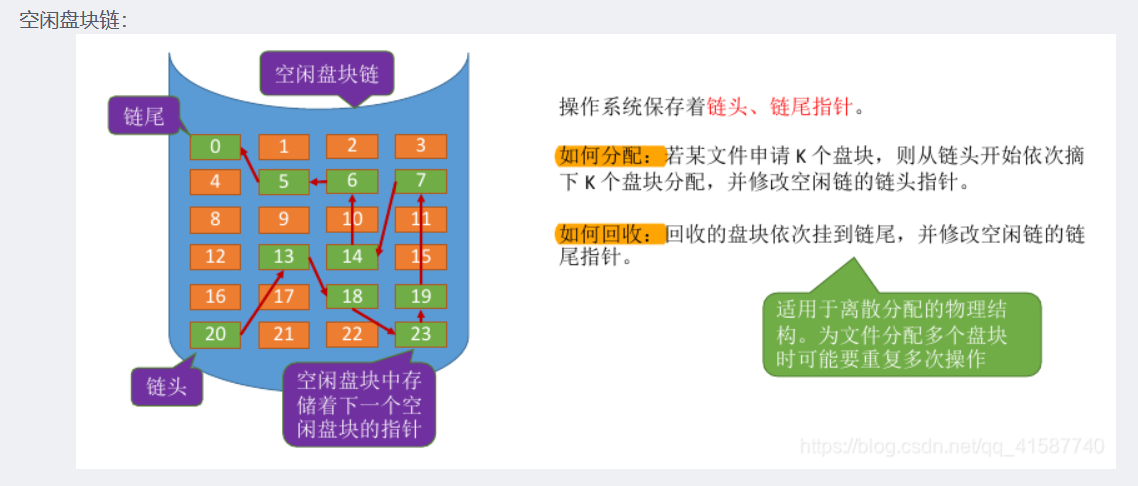 空闲盘块链：
空闲盘块链
链尾
0 1 2 3
4 5 6 7
8 9 10 11
12 13 14 15
16 17 18 19
20 21 22 23
链头
空闲盘块中存
储着下一个空
闲盘块的指针
操作系统保存着链头、链尾指针。
如何分配：若某文件申请 K 个盘块，则从链头开始依次摘
下 K 个盘块分配，并修改空闲链的链头指针。
如何回收：回收的盘块依次挂到链尾，并修改空闲链的链
尾指针。
适用于离散分配的物理结
构。为文件分配多个盘块
时可能要重复多次操作
https://blog.csdn.net/qq_41587740